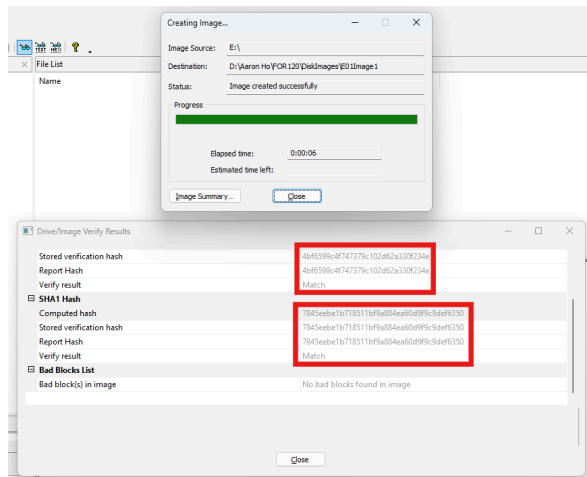 Creating Image...
TEXT HEX
File List
Name
Image Source: E:\
Destination: D:\Aaron Ho\FOR120\DiskImages\E01Image1
Status: Image created successfully
Progress
Elapsed time: 0:00:06
Estimated time left:
Image Summary... Close
Drive/Image Verify Results
Stored verification hash 4bf6599c4f747379c102d62a330f234e
Report Hash 4bf6599c4f747379c102d62a330f234e
Verify result Match
SHA1 Hash
Computed hash 7845eebe1b718511bf9a884ea60d9f9c9def6350
Stored verification hash 7845eebe1b718511bf9a884ea60d9f9c9def6350
Report Hash 7845eebe1b718511bf9a884ea60d9f9c9def6350
Verify result Match
Bad Blocks List
Bad block(s) in image No bad blocks found in image
Close